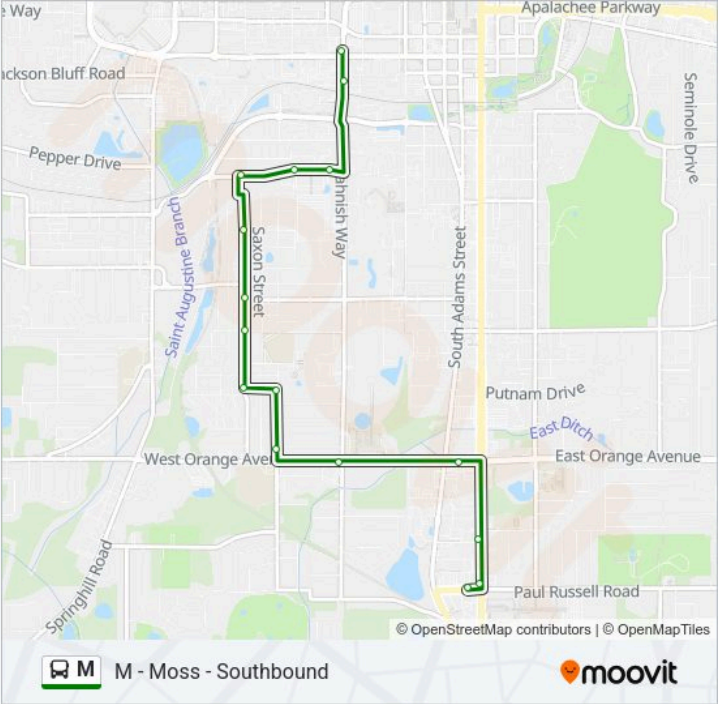 e Way
Apalachee Parkway
ackson Bluff Road
Seminole Drive
Pepper Drive
ahnish Way
Saint Augustine Branch
Saxon Street
South Adams Street
Putnam Drive
East Ditch
West Orange Aven
East Orange Avenue
Springhill Road
Paul Russell Road
© OpenStreetMap contributors | © OpenMapTiles
M M - Moss - Southbound moovit